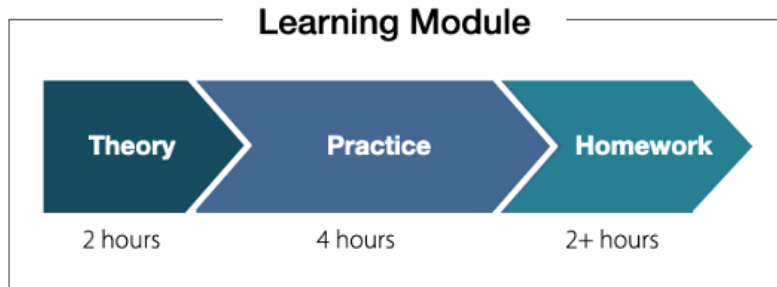 Learning Module
Theory Practice Homework
2 hours 4 hours 2+ hours